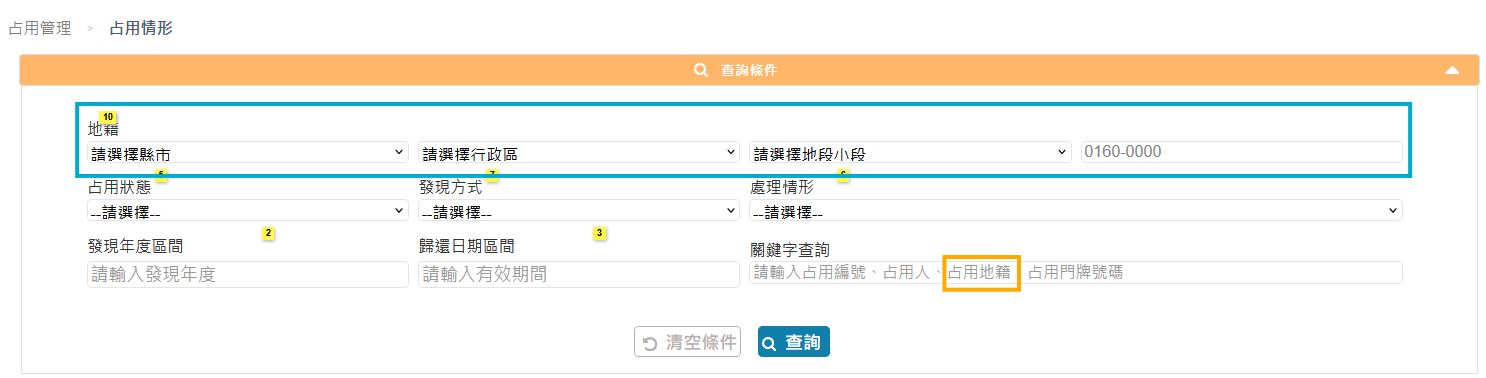 占用管理 > 占用情形
查詢條件
地籍 10
請選擇縣市 請選擇行政區 請選擇地段小段 0160-0000
占用狀態 5 發現方式 7 處理情形
--請選擇-- --請選擇-- --請選擇--
發現年度區間 2 歸還日期區間 3 關鍵字查詢
請輸入發現年度 請輸入有效期間 請輸入占用編號、占用人、占用地籍 占用門牌號碼
清空條件 查詢